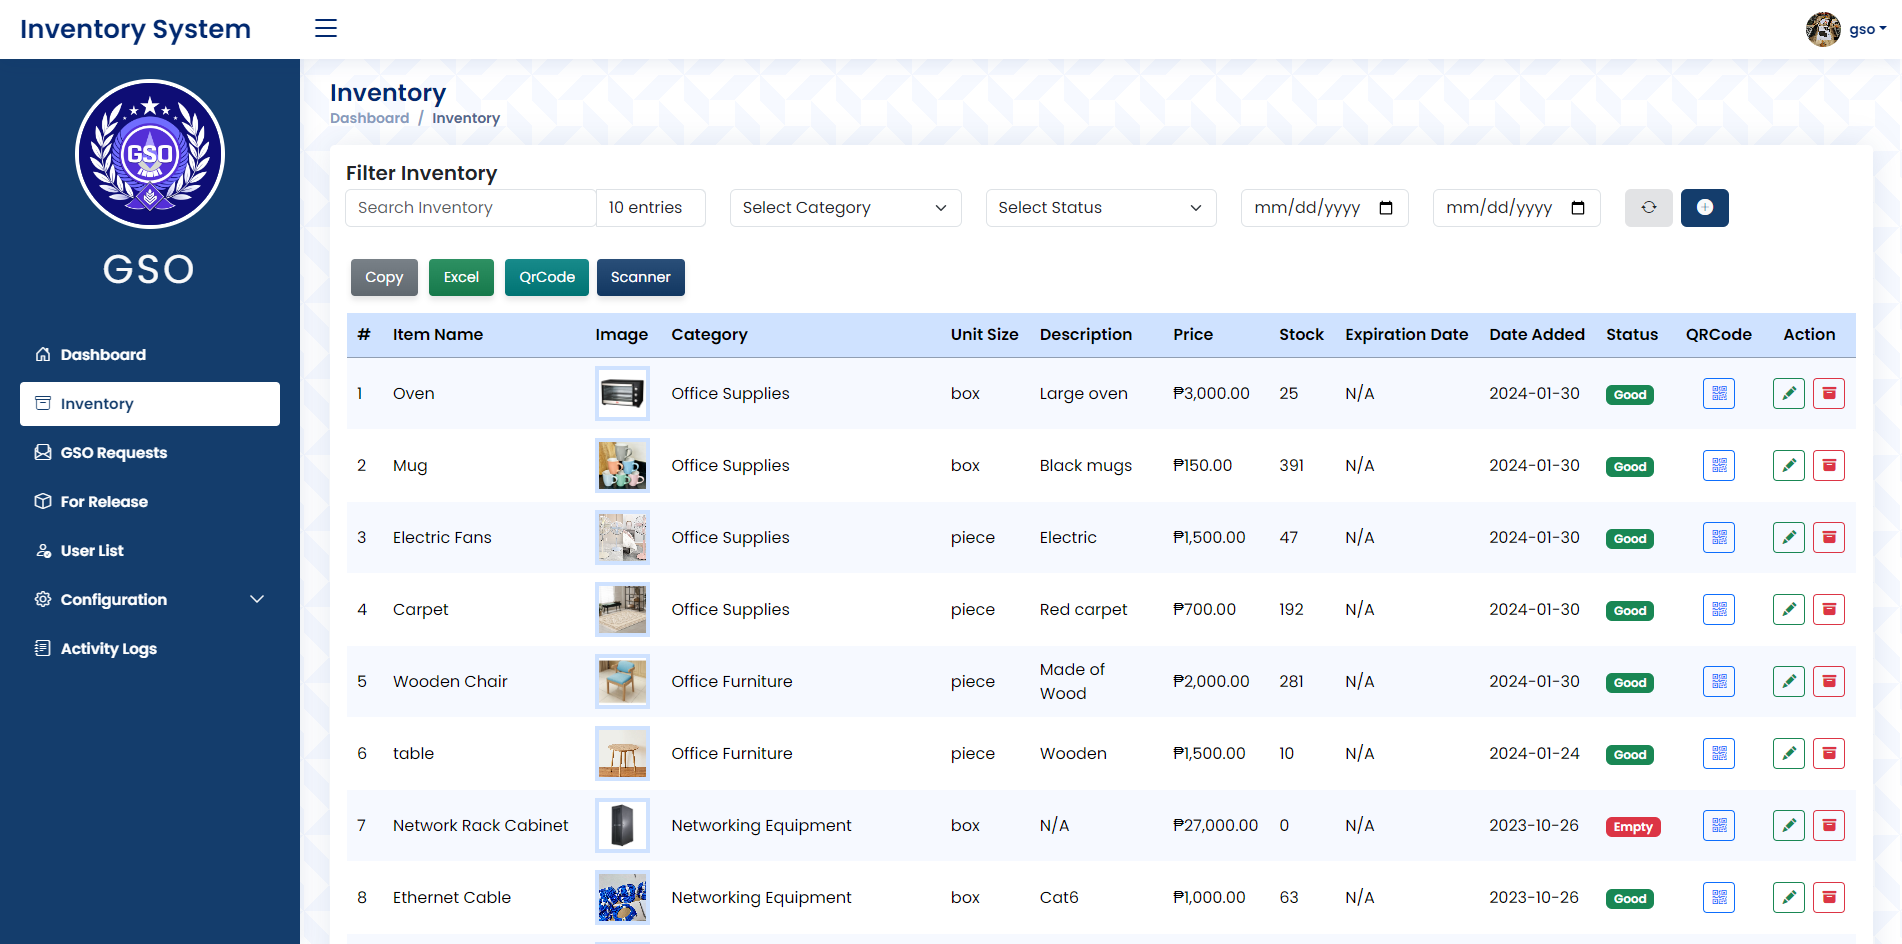 Inventory System
gso
GSO
GSO
Dashboard
Inventory
GSO Requests
For Release
User List
Configuration
Activity Logs
Inventory
Dashboard / Inventory
Filter Inventory
Search Inventory 10 entries Select Category Select Status mm/dd/yyyy mm/dd/yyyy
Copy Excel QrCode Scanner
# Item Name Image Category Unit Size Description Price Stock Expiration Date Date Added Status QRCode Action
1 Oven Office Supplies box Large oven ₱3,000.00 25 N/A 2024-01-30 Good
2 Mug Office Supplies box Black mugs ₱150.00 391 N/A 2024-01-30 Good
3 Electric Fans Office Supplies piece Electric ₱1,500.00 47 N/A 2024-01-30 Good
4 Carpet Office Supplies piece Red carpet ₱700.00 192 N/A 2024-01-30 Good
5 Wooden Chair Office Furniture piece Made of Wood ₱2,000.00 281 N/A 2024-01-30 Good
6 table Office Furniture piece Wooden ₱1,500.00 10 N/A 2024-01-24 Good
7 Network Rack Cabinet Networking Equipment box N/A ₱27,000.00 0 N/A 2023-10-26 Empty
8 Ethernet Cable Networking Equipment box Cat6 ₱1,000.00 63 N/A 2023-10-26 Good